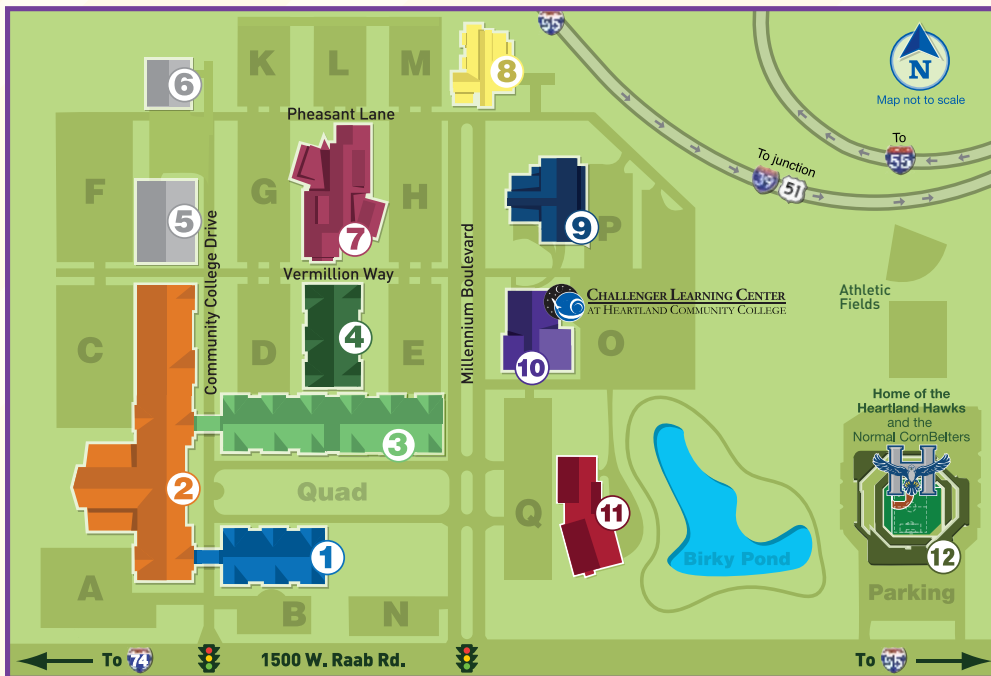 55
K
L
M
8
6
N
Map not to scale
Pheasant Lane
To
55
To junction
39
51
F
5
G
7
H
9
P
Community College Drive
Vermillion Way
Millennium Boulevard
CHALLENGER LEARNING CENTER
AT HEARTLAND COMMUNITY COLLEGE
Athletic
Fields
C
D
4
E
10
O
Home of the
Heartland Hawks
and the
Normal CornBelters
H
3
2
Quad
Q
11
1
Birky Pond
12
A
B
N
Parking
To 74
1500 W. Raab Rd.
To 55